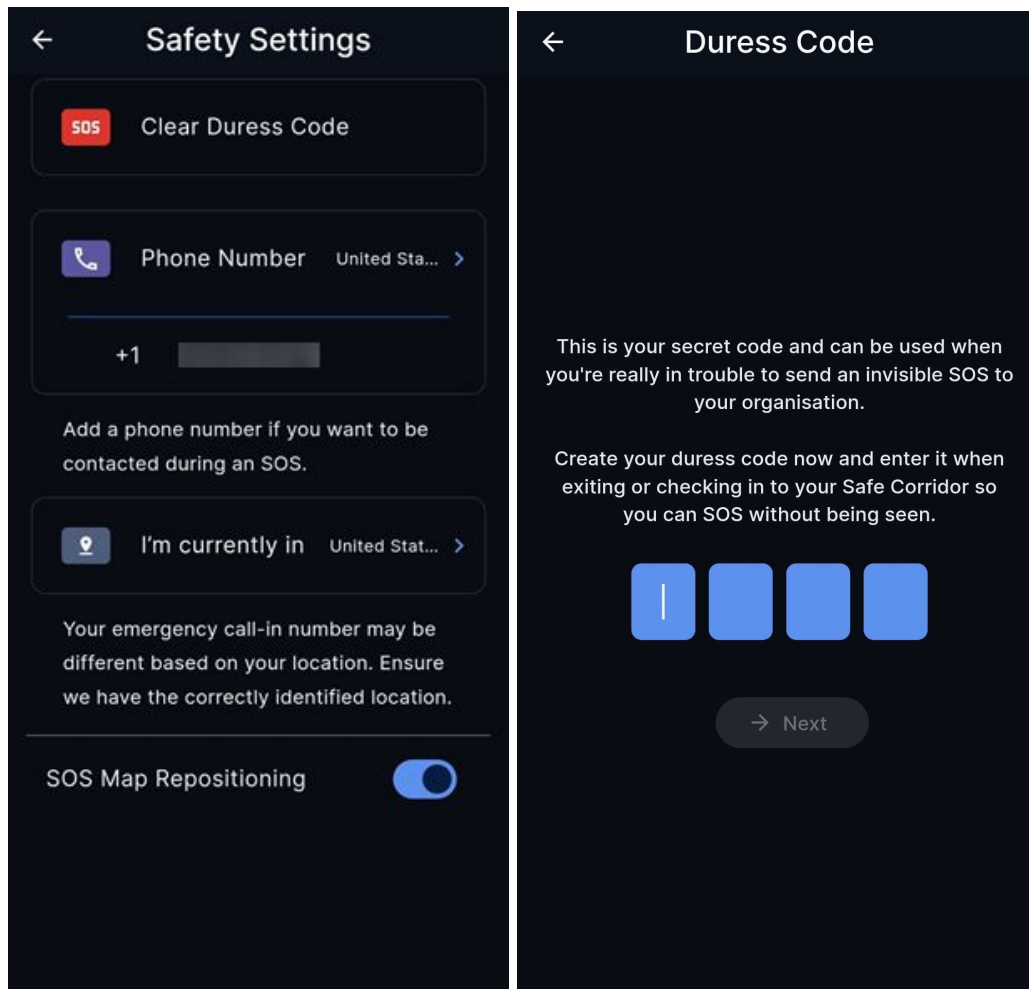 Safety Settings
SOS
Clear Duress Code
Phone Number United Sta...
+1
Add a phone number if you want to be
contacted during an SOS.
I'm currently in United Stat...
Your emergency call-in number may be
different based on your location. Ensure
we have the correctly identified location.
SOS Map Repositioning
Duress Code
This is your secret code and can be used when
you're really in trouble to send an invisible SOS to
your organisation.
Create your duress code now and enter it when
exiting or checking in to your Safe Corridor so
you can SOS without being seen.
Next